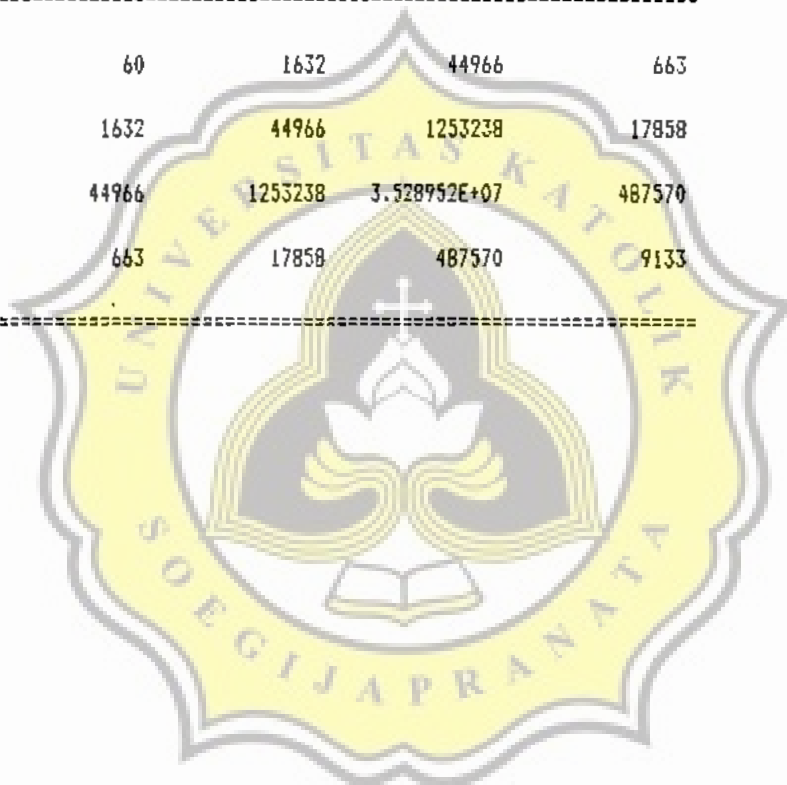 60 1632 44966 663
1632 44966 1253238 17858
44966 1253238 3.528952E+07 487570
663 17858 487570 9133
UNIVERSITAS KATOLIK
SOEGIJAPRANATA